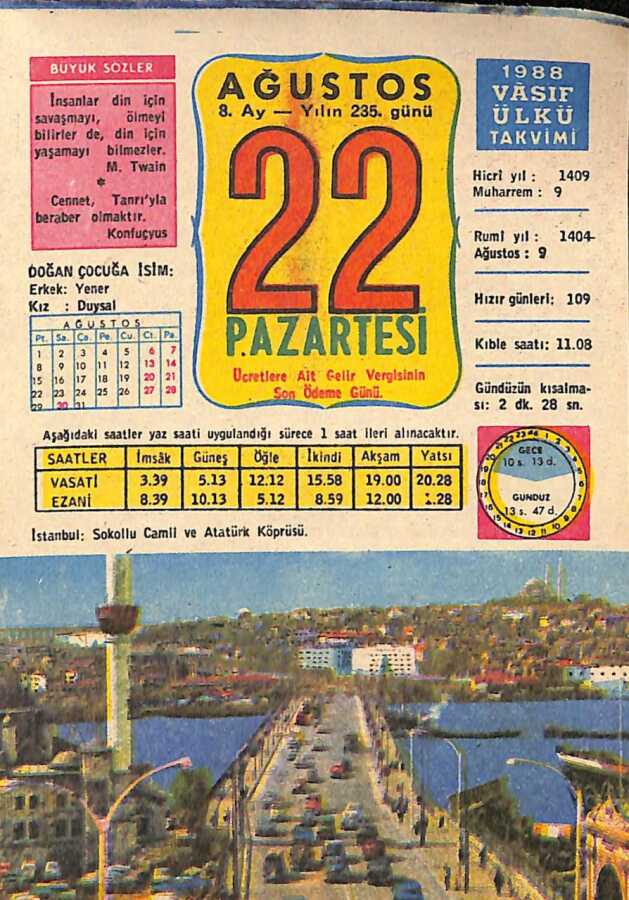 BÜYÜK SÖZLER
İnsanlar din için
savaşmayı, ölmeyi
bilirler de, din için
yaşamayı bilmezler.
M. Twain
*
Cennet, Tanrı'yla
beraber olmaktır.
Konfuçyus
DOĞAN ÇOCUĞA İSİM:
Erkek: Yener
Kız : Duysal
AĞUSTOS
Pt. Sa. Ça. Pe. Cu. Ct. Pa.
1 2 3 4 5 6 7
8 9 10 11 12 13 14
15 16 17 18 19 20 21
22 23 24 25 26 27 28
29 30 31
AĞUSTOS
8. Ay — Yılın 235. günü
22
PAZARTESİ
Ücretlere Ait Gelir Vergisinin
Son Ödeme Günü.
1988
VÂSIF
ÜLKÜ
TAKVİMİ
Hicrî yıl : 1409
Muharrem : 9
Rumî yıl : 1404
Ağustos : 9
Hızır günleri: 109
Kıble saatı: 11.08
Gündüzün kısalma-
sı: 2 dk. 28 sn.
Aşağıdaki saatler yaz saati uygulandığı sürece 1 saat ileri alınacaktır.
SAATLER İmsâk Güneş Öğle İkindi Akşam Yatsı
VASATİ 3.39 5.13 12.12 15.58 19.00 20.28
EZANİ 8.39 10.13 5.12 8.59 12.00 1.28
GECE
10 s. 13 d.
GÜNDÜZ
13 s. 47 d.
İstanbul: Sokollu Camii ve Atatürk Köprüsü.